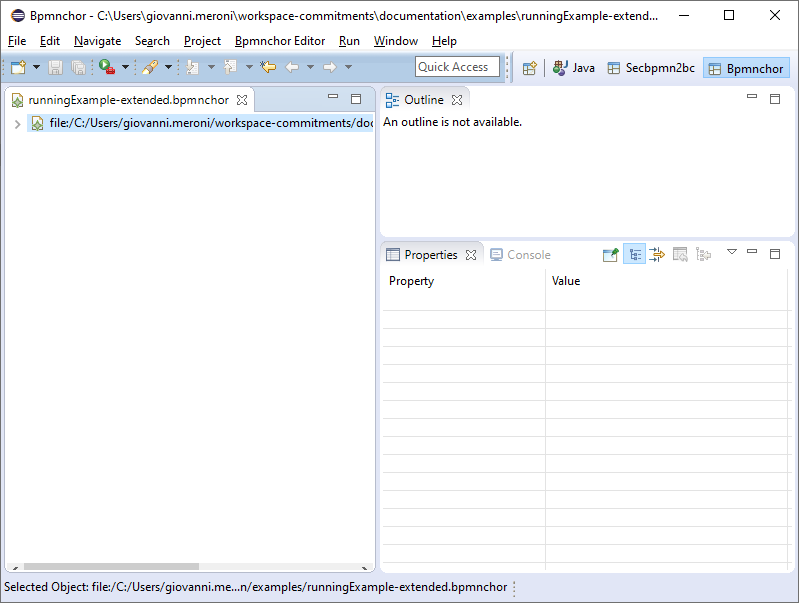 Bpmnchor - C:\Users\giovanni.meroni\workspace-commitments\documentation\examples\runningExample-extend...
File Edit Navigate Search Project Bpmnchor Editor Run Window Help
Quick Access Java Secbpmn2bc Bpmnchor
runningExample-extended.bpmnchor
file:/C:/Users/giovanni.meroni/workspace-commitments/doc
Outline
An outline is not available.
Properties Console
Property Value
Selected Object: file:/C:/Users/giovanni.me...n/examples/runningExample-extended.bpmnchor